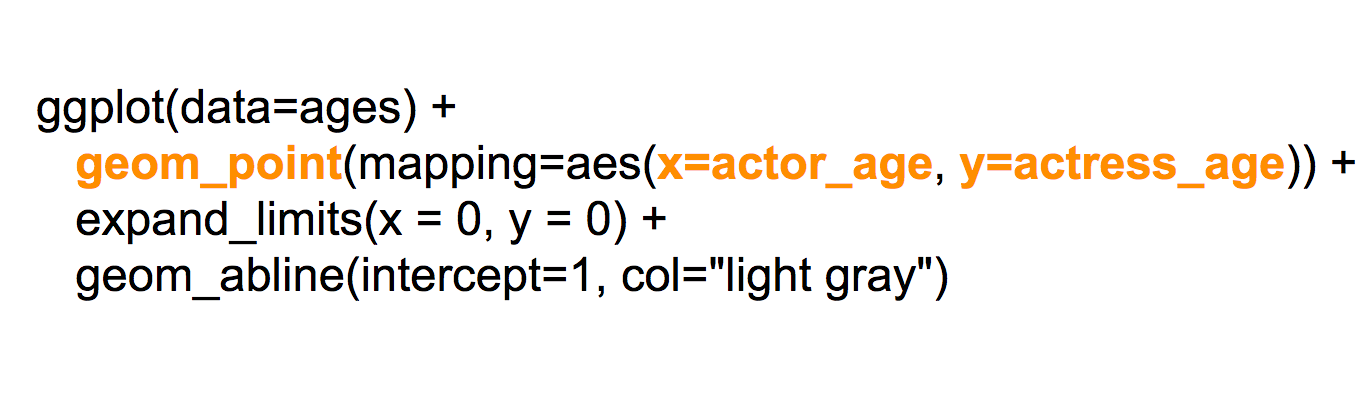 ggplot(data=ages) +
geom_point(mapping=aes(x=actor_age, y=actress_age)) +
expand_limits(x = 0, y = 0) +
geom_abline(intercept=1, col="light gray")